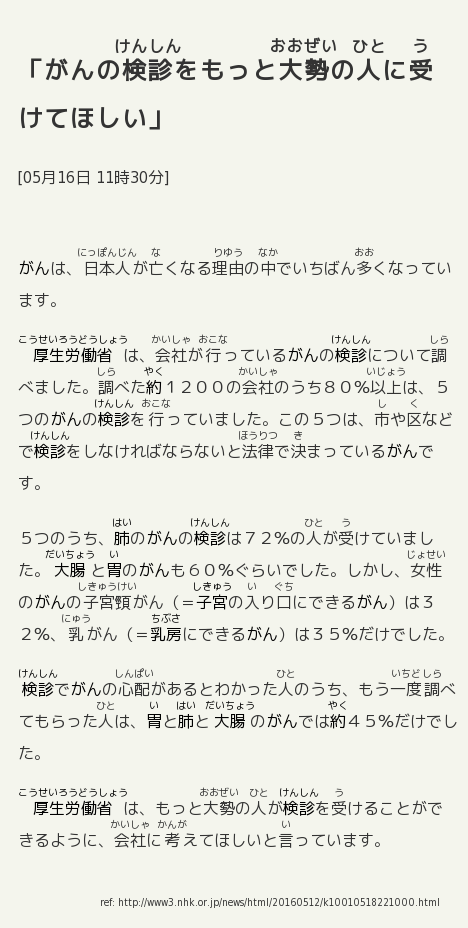 「がんの検診をもっと大勢の人に受
けてほしい」
[05月16日 11時30分]
がんは、日本人が亡くなる理由の中でいちばん多くなってい
ます。
厚生労働省は、会社が行っているがんの検診について調
べました。調べた約１２００の会社のうち８０％以上は、５
つのがんの検診を行っていました。この５つは、市や区など
で検診をしなければならないと法律で決まっているがんで
す。
５つのうち、肺のがんの検診は７２％の人が受けていまし
た。大腸と胃のがんも６０％ぐらいでした。しかし、女性
のがんの子宮頸がん（＝子宮の入り口にできるがん）は３
２％、乳がん（＝乳房にできるがん）は３５％だけでした。
検診でがんの心配があるとわかった人のうち、もう一度調べ
てもらった人は、胃と肺と大腸のがんでは約４５％だけでし
た。
厚生労働省は、もっと大勢の人が検診を受けることがで
きるように、会社に考えてほしいと言っています。
ref: http://www3.nhk.or.jp/news/html/20160512/k10010518221000.html